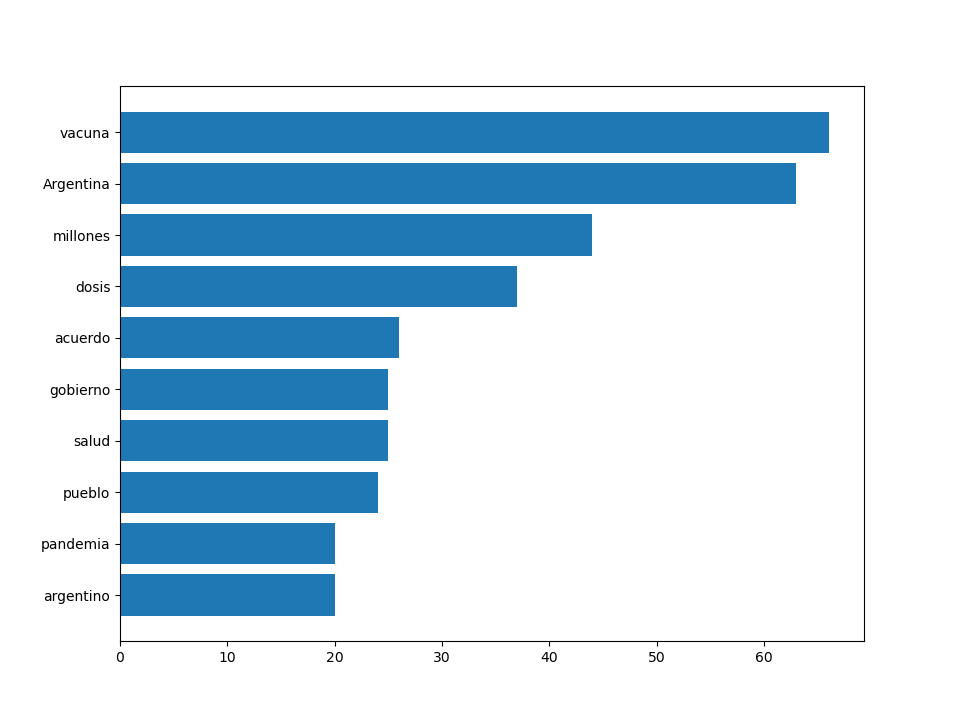 vacuna
Argentina
millones
dosis
acuerdo
gobierno
salud
pueblo
pandemia
argentino
0 10 20 30 40 50 60